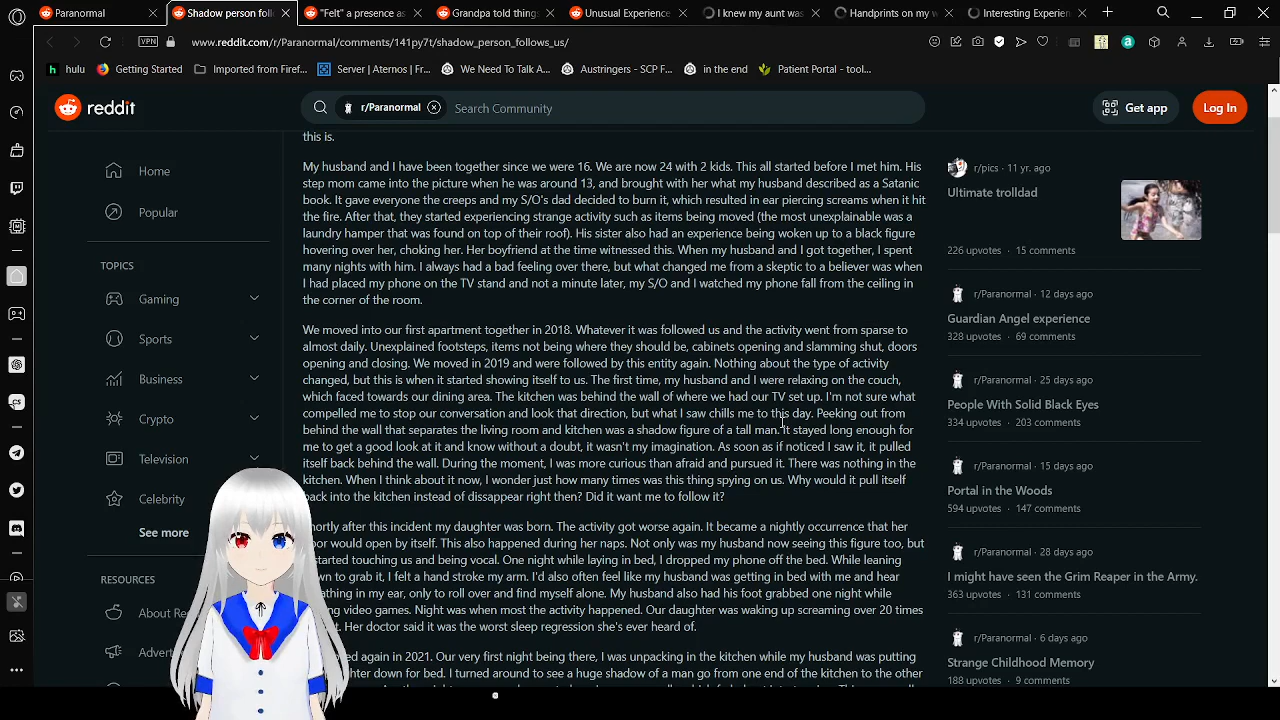 Paranormal
Shadow person foll
"Felt" a presence as
Grandpa told things
Unusual Experience
I knew my aunt was
Handprints on my w
Interesting Experien
VPN
www.reddit.com/r/Paranormal/comments/141py7t/shadow_person_follows_us/
hulu
Getting Started
Imported from Firef...
Server | Aternos | Fr...
We Need To Talk A...
Austringers - SCP F...
in the end
Patient Portal - tool...
reddit
r/Paranormal
Search Community
Get app
Log In
Home
Popular
TOPICS
Gaming
Sports
Business
Crypto
Television
Celebrity
See more
RESOURCES
About Re
Advert
this is.
My husband and I have been together since we were 16. We are now 24 with 2 kids. This all started before I met him. His
step mom came into the picture when he was around 13, and brought with her what my husband described as a Satanic
book. It gave everyone the creeps and my S/O's dad decided to burn it, which resulted in ear piercing screams when it hit
the fire. After that, they started experiencing strange activity such as items being moved (the most unexplainable was a
laundry hamper that was found on top of their roof). His sister also had an experience being woken up to a black figure
hovering over her, choking her. Her boyfriend at the time witnessed this. When my husband and I got together, I spent
many nights with him. I always had a bad feeling over there, but what changed me from a skeptic to a believer was when
I had placed my phone on the TV stand and not a minute later, my S/O and I watched my phone fall from the ceiling in
the corner of the room.
We moved into our first apartment together in 2018. Whatever it was followed us and the activity went from sparse to
almost daily. Unexplained footsteps, items not being where they should be, cabinets opening and slamming shut, doors
opening and closing. We moved in 2019 and were followed by this entity again. Nothing about the type of activity
changed, but this is when it started showing itself to us. The first time, my husband and I were relaxing on the couch,
which faced towards our dining area. The kitchen was behind the wall of where we had our TV set up. I'm not sure what
compelled me to stop our conversation and look that direction, but what I saw chills me to this day. Peeking out from
behind the wall that separates the living room and kitchen was a shadow figure of a tall man. It stayed long enough for
me to get a good look at it and know without a doubt, it wasn't my imagination. As soon as if noticed I saw it, it pulled
itself back behind the wall. During the moment, I was more curious than afraid and pursued it. There was nothing in the
kitchen. When I think about it now, I wonder just how many times was this thing spying on us. Why would it pull itself
back into the kitchen instead of dissappear right then? Did it want me to follow it?
hortly after this incident my daughter was born. The activity got worse again. It became a nightly occurrence that her
oor would open by itself. This also happened during her naps. Not only was my husband now seeing this figure too, but
started touching us and being vocal. One night while laying in bed, I dropped my phone off the bed. While leaning
wn to grab it, I felt a hand stroke my arm. I'd also often feel like my husband was getting in bed with me and hear
athing in my ear, only to roll over and find myself alone. My husband also had his foot grabbed one night while
ng video games. Night was when most the activity happened. Our daughter was waking up screaming over 20 times
t. Her doctor said it was the worst sleep regression she's ever heard of.
ed again in 2021. Our very first night being there, I was unpacking in the kitchen while my husband was putting
ghter down for bed. I turned around to see a huge shadow of a man go from one end of the kitchen to the other
r/pics • 11 yr. ago
Ultimate trolldad
226 upvotes • 15 comments
r/Paranormal • 12 days ago
Guardian Angel experience
328 upvotes • 69 comments
r/Paranormal • 25 days ago
People With Solid Black Eyes
334 upvotes • 203 comments
r/Paranormal • 15 days ago
Portal in the Woods
594 upvotes • 147 comments
r/Paranormal • 28 days ago
I might have seen the Grim Reaper in the Army.
363 upvotes • 131 comments
r/Paranormal • 6 days ago
Strange Childhood Memory
188 upvotes • 9 comments